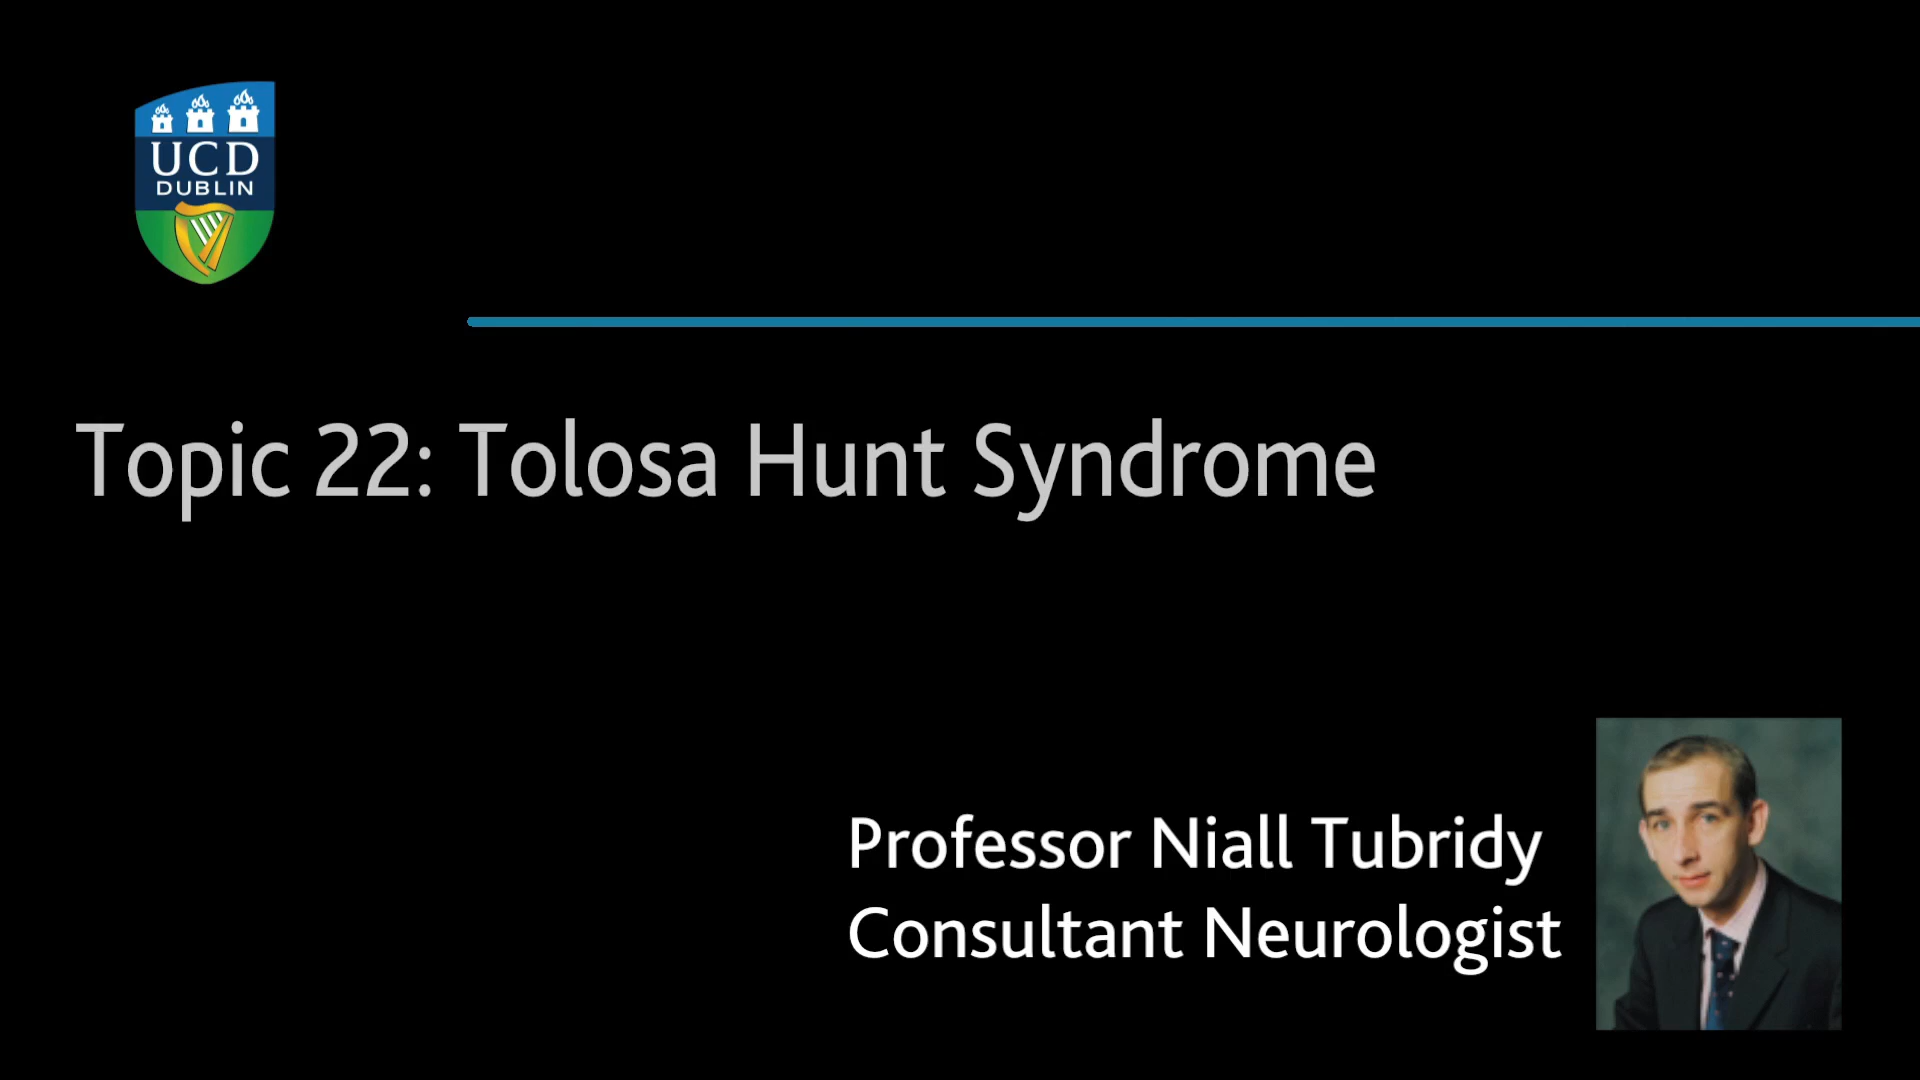 UCD
DUBLIN
Topic 22: Tolosa Hunt Syndrome
Professor Niall Tubridy
Consultant Neurologist